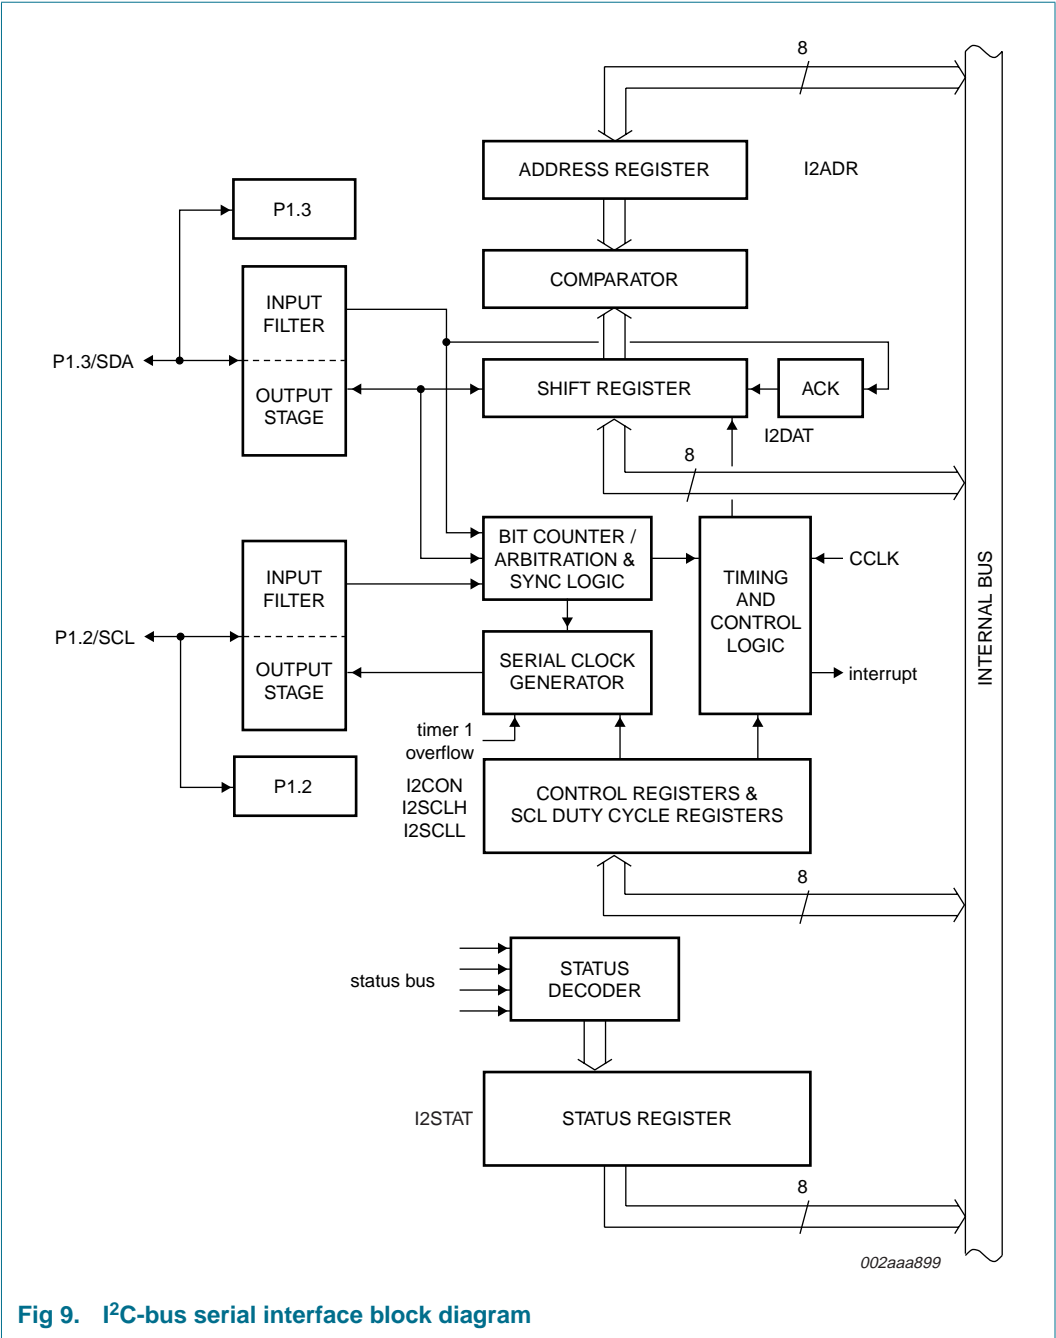 8
ADDRESS REGISTER
I2ADR
P1.3
COMPARATOR
INPUT
FILTER
P1.3/SDA
OUTPUT
STAGE
SHIFT REGISTER
ACK
I2DAT
8
BIT COUNTER /
ARBITRATION &
SYNC LOGIC
INPUT
FILTER
TIMING
AND
CONTROL
LOGIC
CCLK
INTERNAL BUS
P1.2/SCL
OUTPUT
STAGE
SERIAL CLOCK
GENERATOR
interrupt
timer 1
overflow
P1.2
I2CON
I2SCLH
I2SCLL
CONTROL REGISTERS &
SCL DUTY CYCLE REGISTERS
8
status bus
STATUS
DECODER
I2STAT
STATUS REGISTER
8
002aaa899
Fig 9. I²C-bus serial interface block diagram